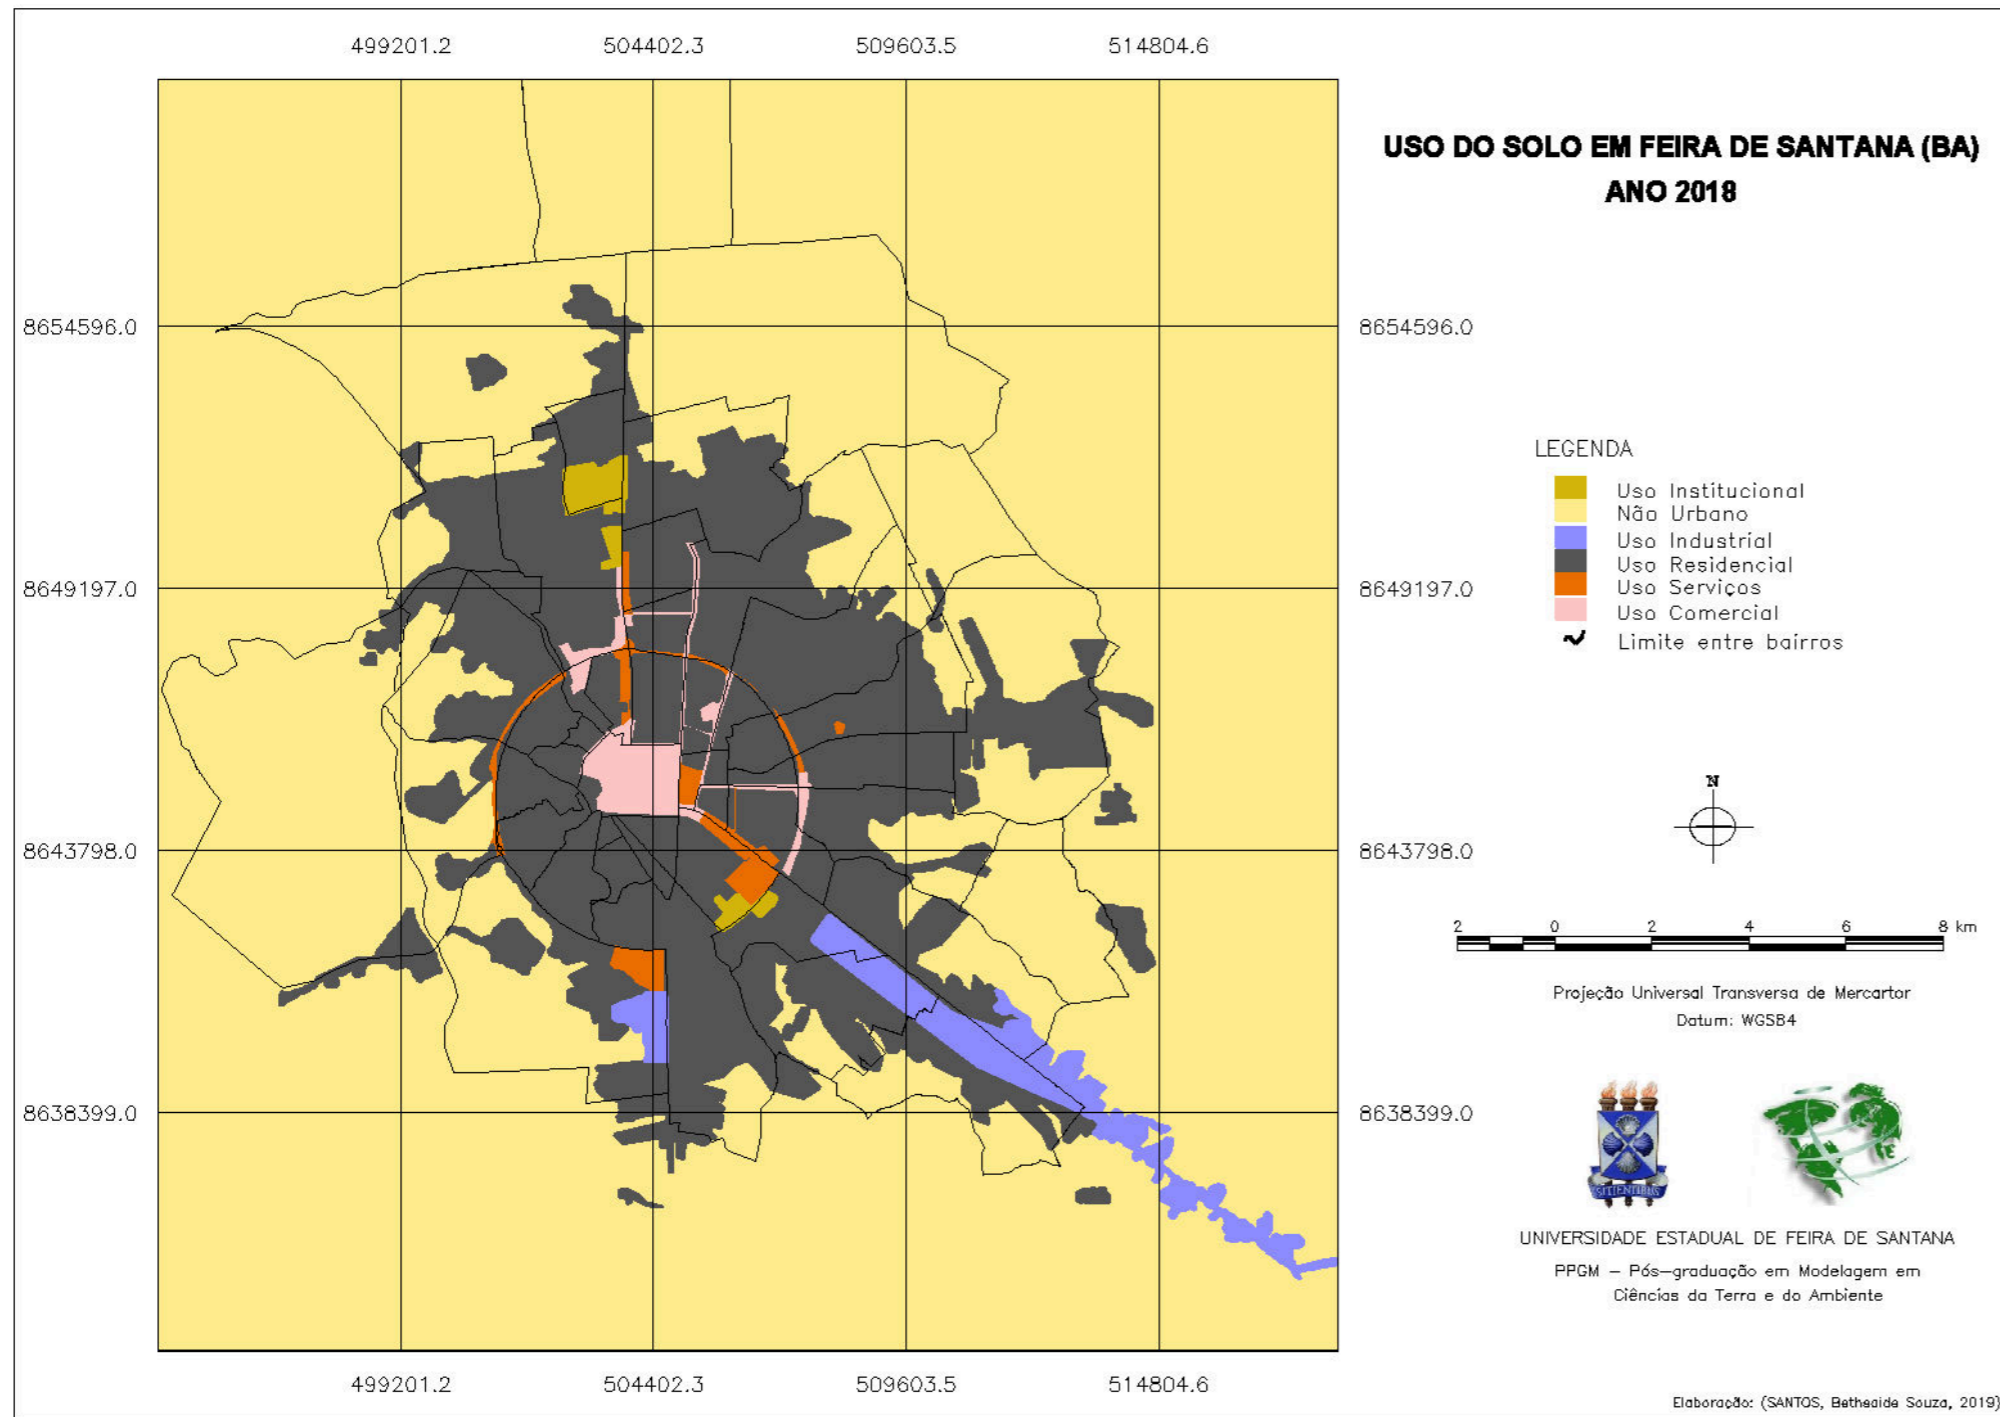 499201.2 504402.3 509603.5 514804.6
USO DO SOLO EM FEIRA DE SANTANA (BA)
ANO 2018
8654596.0 8654596.0
LEGENDA
Uso Institucional
Não Urbano
Uso Industrial
Uso Residencial
Uso Serviços
Uso Comercial
Limite entre bairros
8649197.0 8649197.0
N
8643798.0 8643798.0
2 0 2 4 6 8 km
Projeção Universal Transversa de Mercartor
Datum: WGS84
8638399.0 8638399.0
SITIENTIBUS
UNIVERSIDADE ESTADUAL DE FEIRA DE SANTANA
PPGM – Pós–graduação em Modelagem em
Ciências da Terra e do Ambiente
499201.2 504402.3 509603.5 514804.6
Elaboração: (SANTOS, Betheaide Souza, 2019)